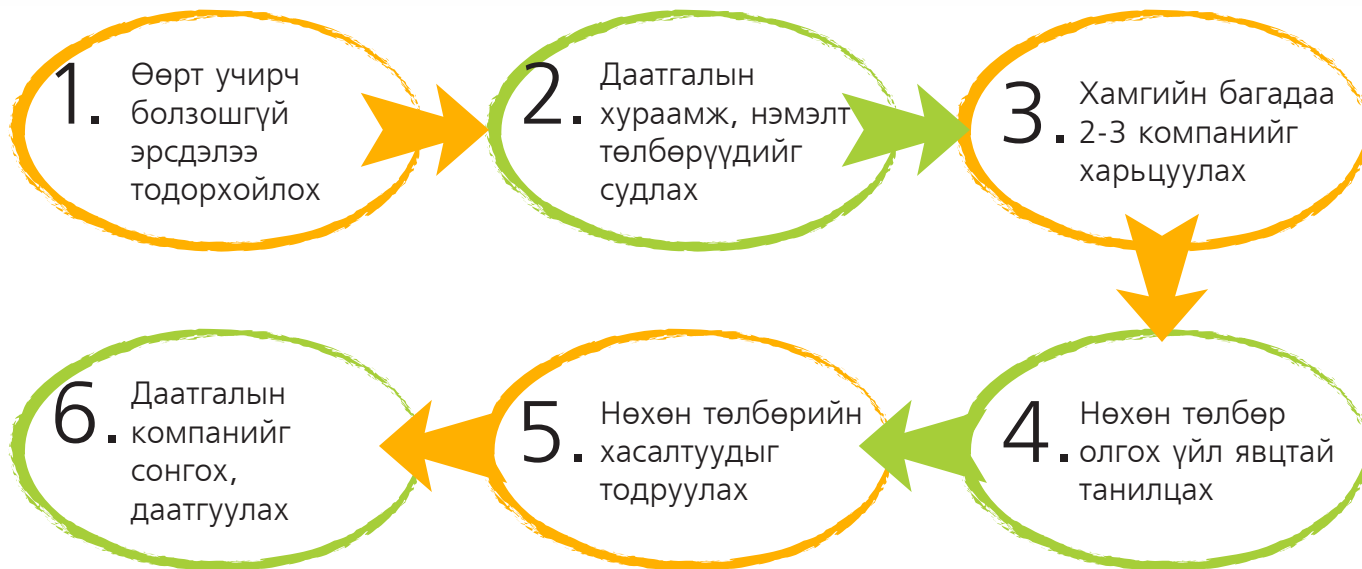 1. Өөрт учирч
болзошгүй
эрсдэлээ
тодорхойлох
2. Даатгалын
хураамж, нэмэлт
төлбөрүүдийг
судлах
3. Хамгийн багадаа
2-3 компанийг
харьцуулах
4. Нөхөн төлбөр
олгох үйл явцтай
танилцах
5. Нөхөн төлбөрийн
хасалтуудыг
тодруулах
6. Даатгалын
компанийг
сонгох,
даатгуулах